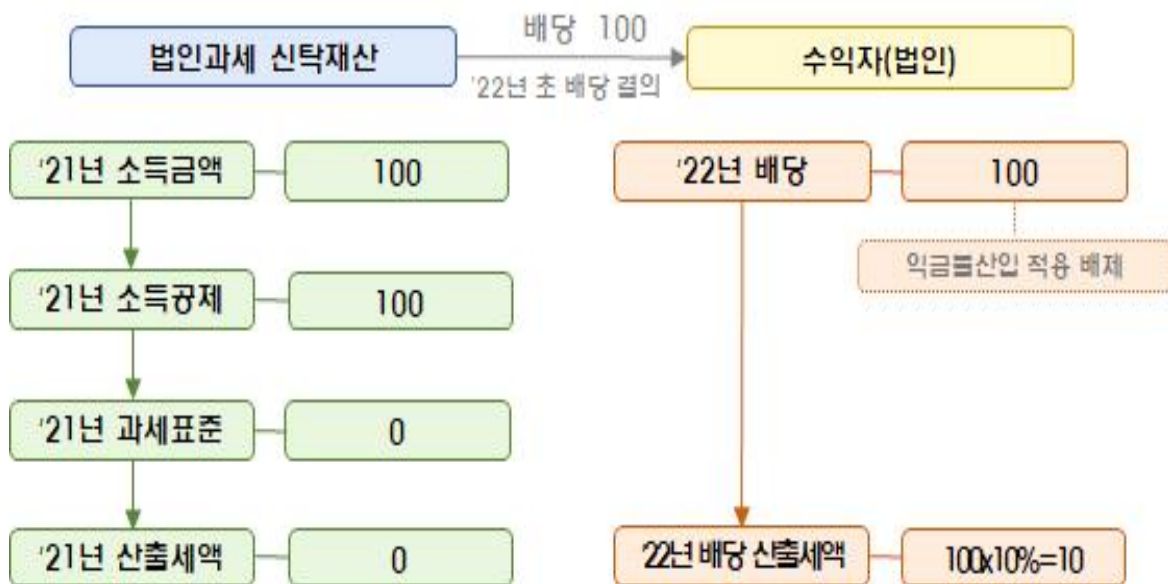 법인과세 신탁재산
배당 100
'22년 초 배당 결의
수익자(법인)
'21년 소득금액
100
'21년 소득공제
100
'21년 과세표준
0
'21년 산출세액
0
'22년 배당
100
익금불산입 적용 배제
'22년 배당 산출세액
100x10%=10